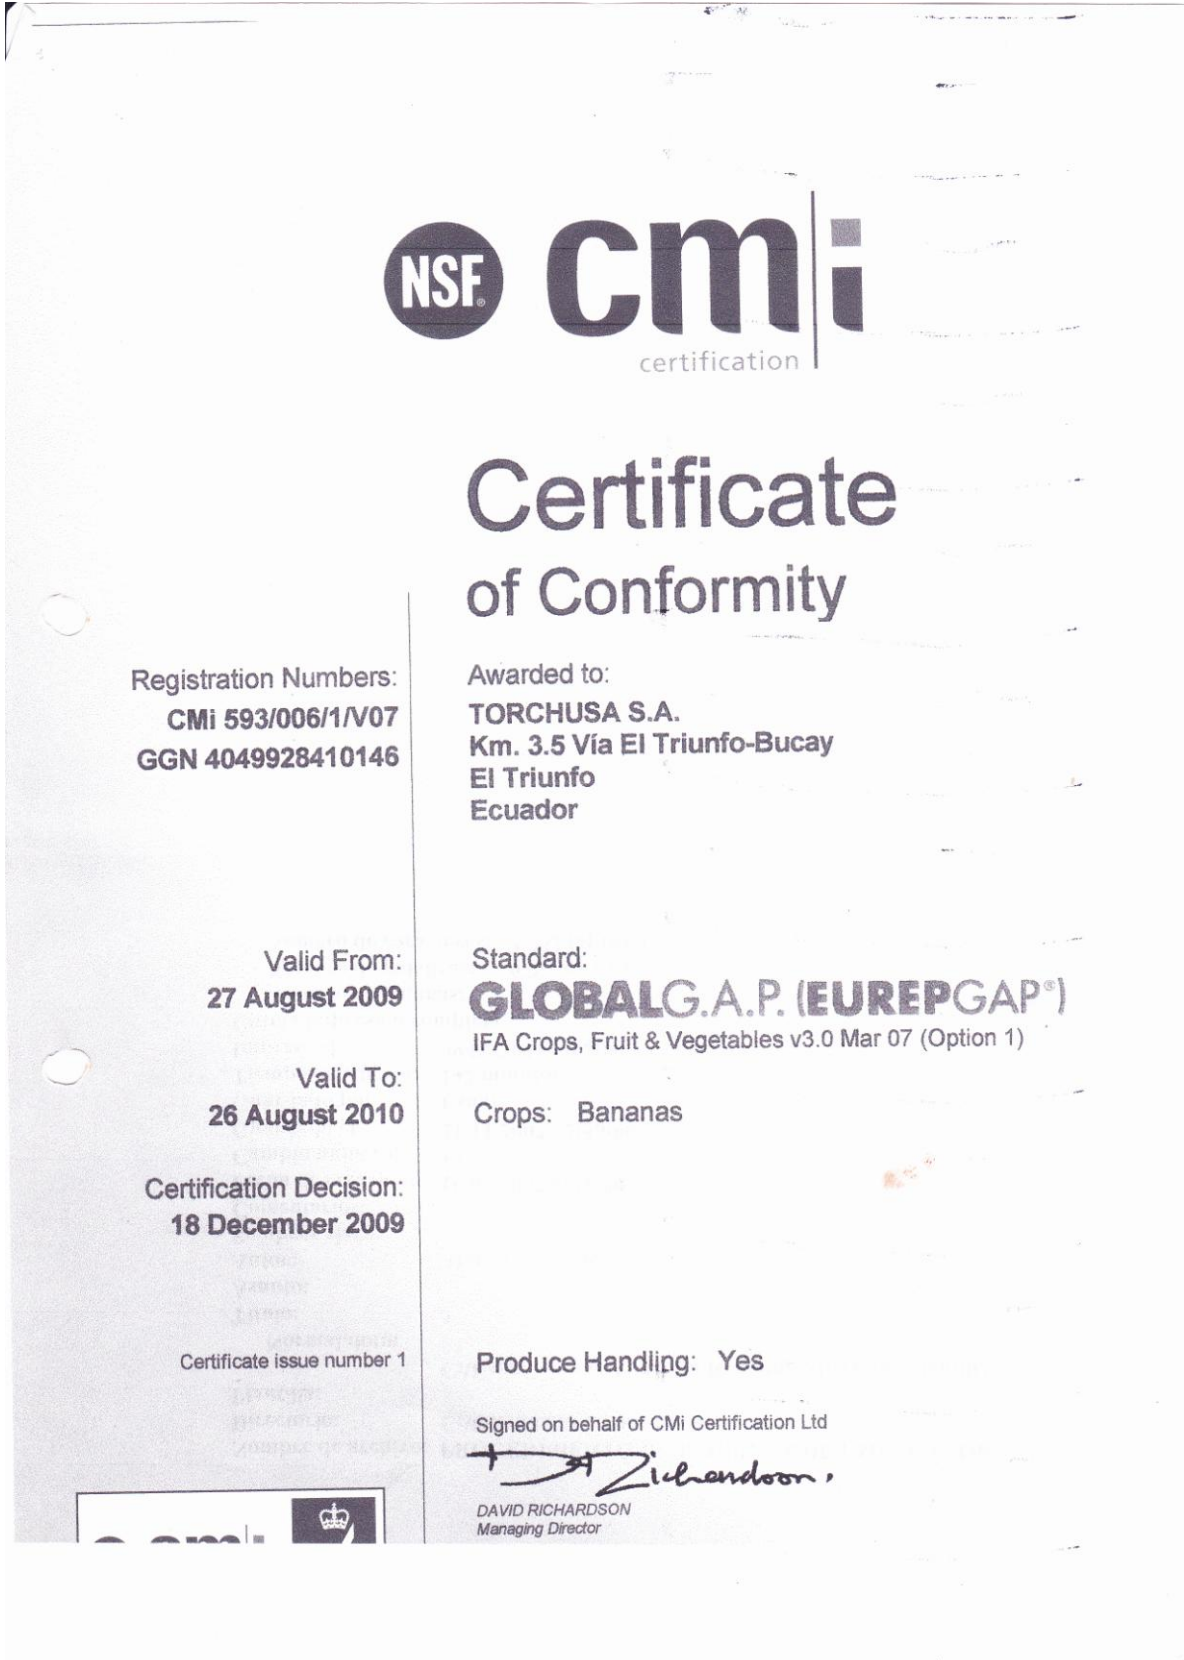 NSF
cmi
certification
Certificate
of Conformity
Registration Numbers:
CMi 593/006/1/V07
GGN 4049928410146
Awarded to:
TORCHUSA S.A.
Km. 3.5 Vía El Triunfo-Bucay
El Triunfo
Ecuador
Valid From:
27 August 2009
Valid To:
26 August 2010
Certification Decision:
18 December 2009
Certificate issue number 1
Standard:
GLOBALG.A.P. (EUREPGAP®)
IFA Crops, Fruit & Vegetables v3.0 Mar 07 (Option 1)
Crops: Bananas
Produce Handling: Yes
Signed on behalf of CMi Certification Ltd
D A Richardson.
DAVID RICHARDSON
Managing Director
cmi